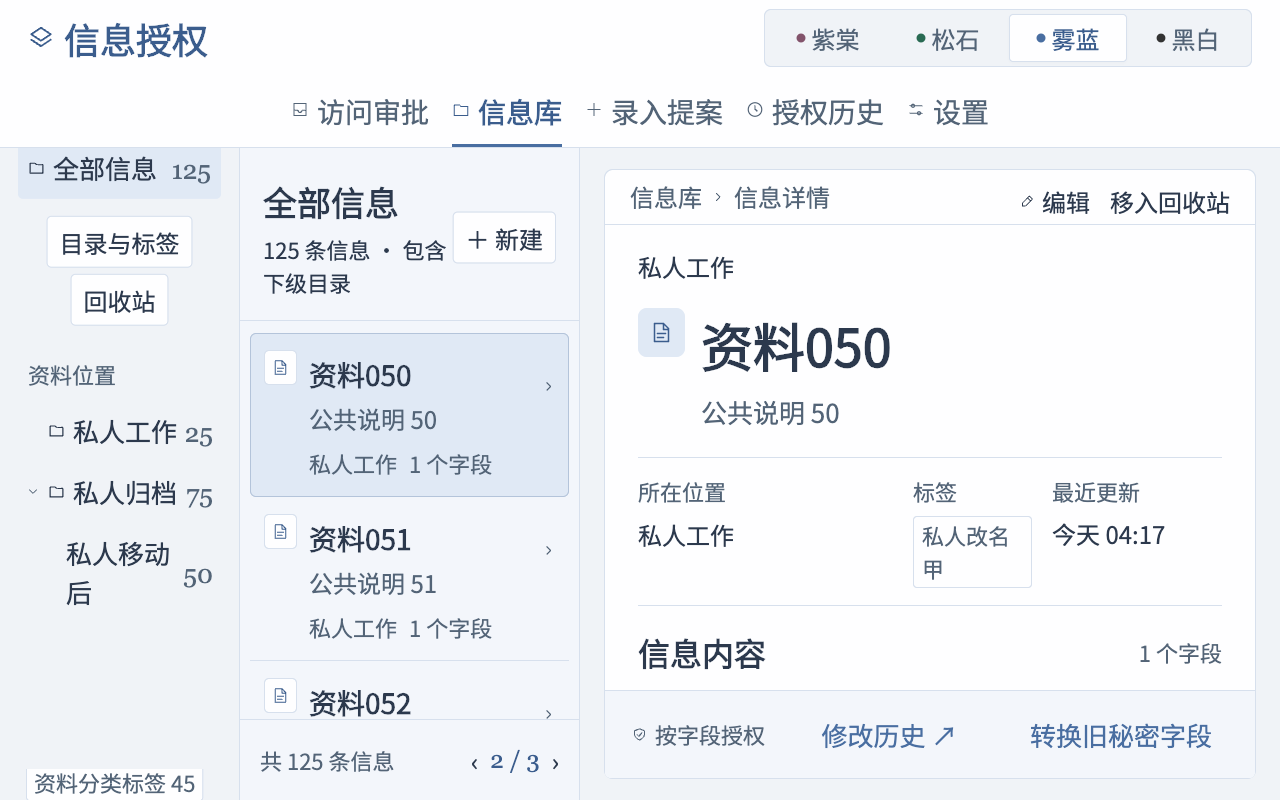 信息授权
紫棠
松石
雾蓝
黑白
访问审批
信息库
录入提案
授权历史
设置
全部信息 125
目录与标签
回收站
资料位置
私人工作 25
私人归档 75
私人移动
后
50
资料分类标签 45
全部信息
125 条信息 · 包含
下级目录
新建
资料050
公共说明 50
私人工作 1 个字段
资料051
公共说明 51
私人工作 1 个字段
资料052
共 125 条信息
‹ 2 / 3 ›
信息库 › 信息详情
编辑 移入回收站
私人工作
资料050
公共说明 50
所在位置
私人工作
标签
私人改名
甲
最近更新
今天 04:17
信息内容
1 个字段
按字段授权
修改历史 ↗
转换旧秘密字段